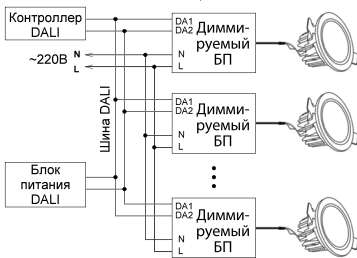 Контроллер
DALI
~220В
N
L
Шина DALI
Блок
питания
DALI
DA1
DA2
N
L
Димми-
руемый
БП
DA1
DA2
N
L
Димми-
руемый
БП
DA1
DA2
N
L
Димми-
руемый
БП